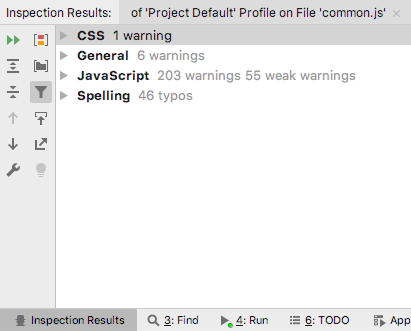 Inspection Results: of 'Project Default' Profile on File 'common.js'
CSS 1 warning
General 6 warnings
JavaScript 203 warnings 55 weak warnings
Spelling 46 typos
Inspection Results 3: Find 4: Run 6: TODO App